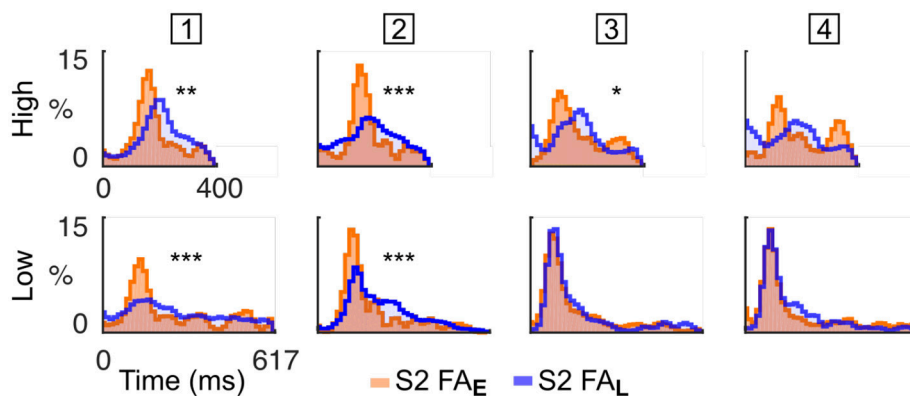 1 2 3 4
High
15
%
0
** *** *
0 400
Low
15
%
0
*** ***
0 617
Time (ms)
S2 FAE S2 FAL